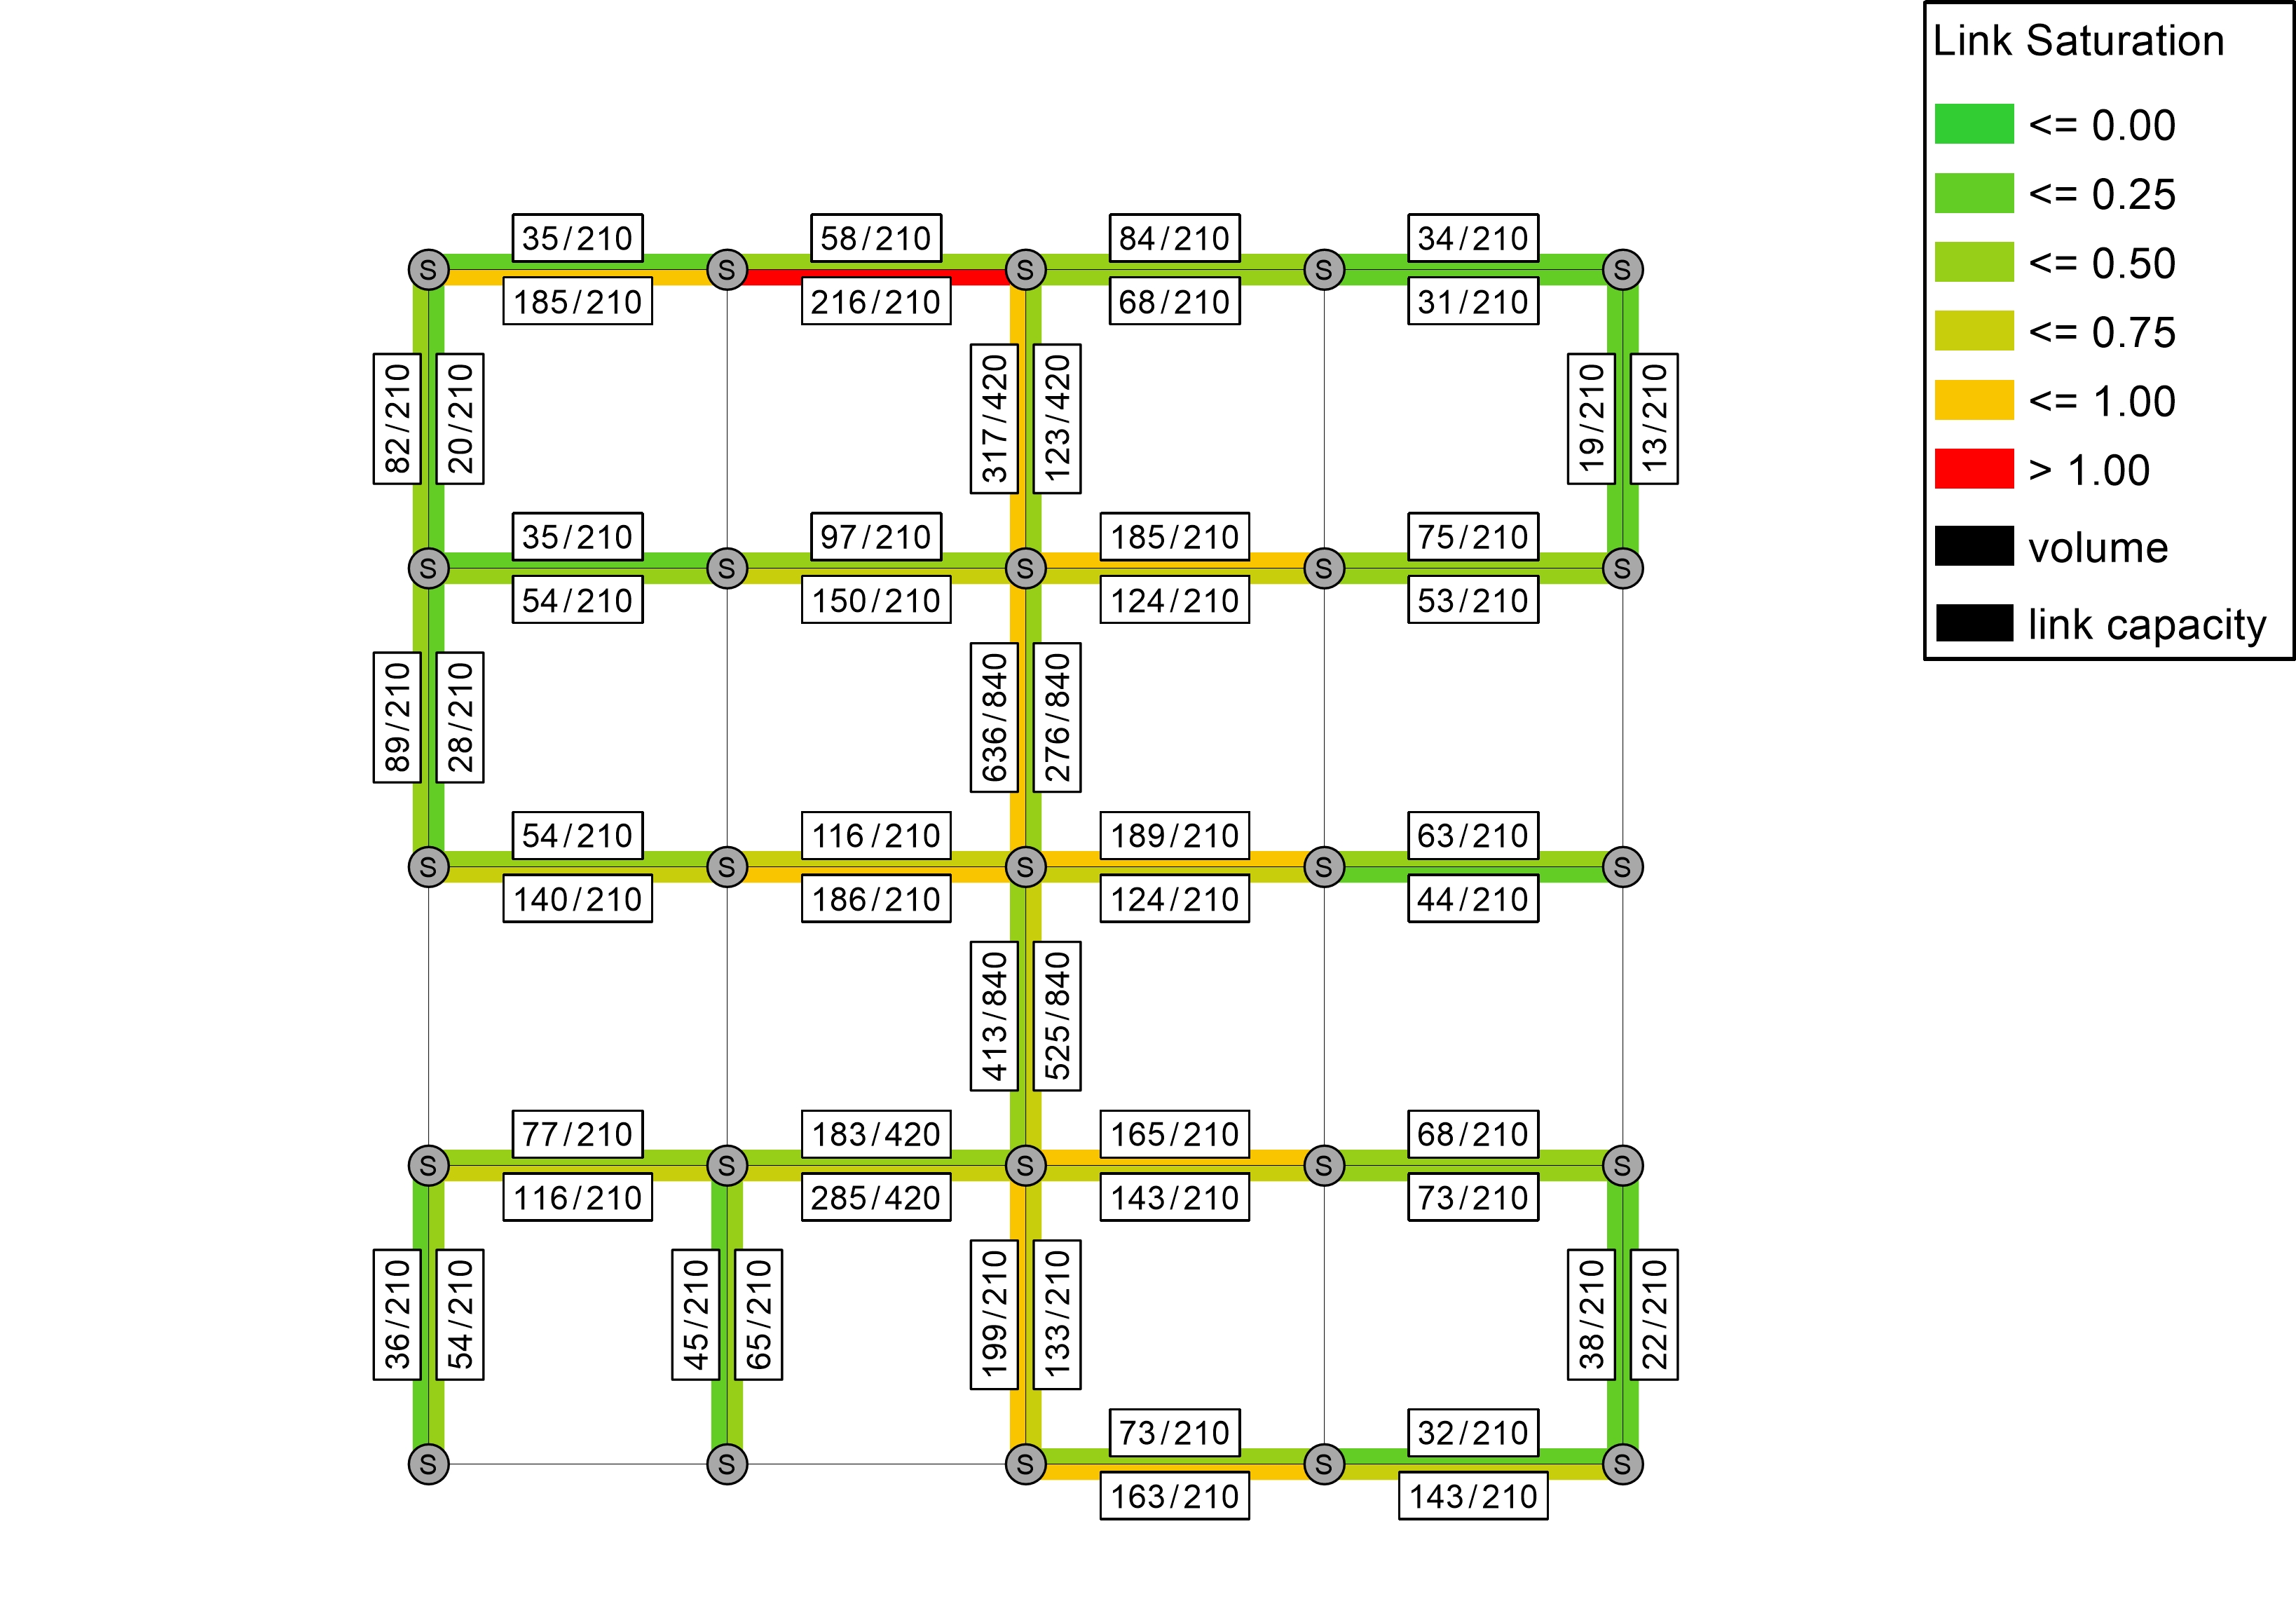 Link Saturation
<= 0.00
<= 0.25
<= 0.50
<= 0.75
<= 1.00
> 1.00
volume
link capacity
35/210 58/210 84/210 34/210
S S S S S
185/210 216/210 68/210 31/210
82/210 20/210 317/420 123/420 19/210 13/210
35/210 97/210 185/210 75/210
S S S S S
54/210 150/210 124/210 53/210
89/210 28/210 636/840 276/840
54/210 116/210 189/210 63/210
S S S S S
140/210 186/210 124/210 44/210
413/840 525/840
77/210 183/420 165/210 68/210
S S S S S
116/210 285/420 143/210 73/210
36/210 54/210 45/210 65/210 199/210 133/210 38/210 22/210
73/210 32/210
S S S S S
163/210 143/210